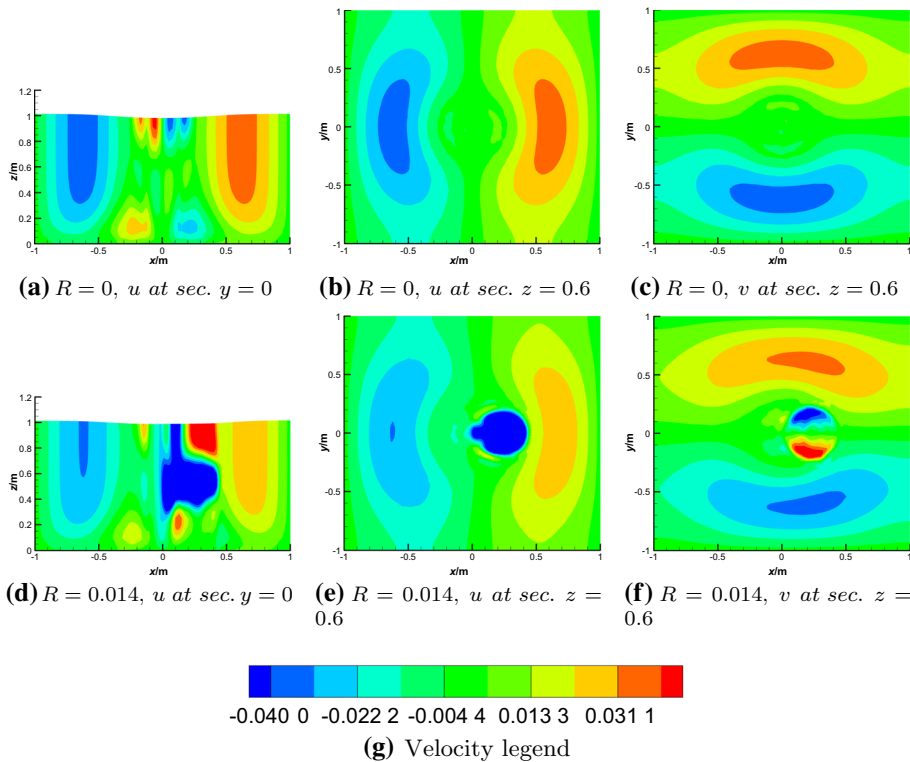 1.2
1
0.8
0.6
0.4
0.2
0
z/m
-1 -0.5 0 0.5 1
x/m
(a) R = 0, u at sec. y = 0
1
0.5
0
-0.5
-1
y/m
-1 -0.5 0 0.5 1
x/m
(b) R = 0, u at sec. z = 0.6
1
0.5
0
-0.5
-1
y/m
-1 -0.5 0 0.5 1
x/m
(c) R = 0, v at sec. z = 0.6
1.2
1
0.8
0.6
0.4
0.2
0
z/m
-1 -0.5 0 0.5 1
x/m
(d) R = 0.014, u at sec. y = 0
1
0.5
0
-0.5
-1
y/m
-1 -0.5 0 0.5 1
x/m
(e) R = 0.014, u at sec. z =
0.6
1
0.5
0
-0.5
-1
y/m
-1 -0.5 0 0.5 1
x/m
(f) R = 0.014, v at sec. z =
0.6
-0.040 0 -0.022 2 -0.004 4 0.013 3 0.031 1
(g) Velocity legend